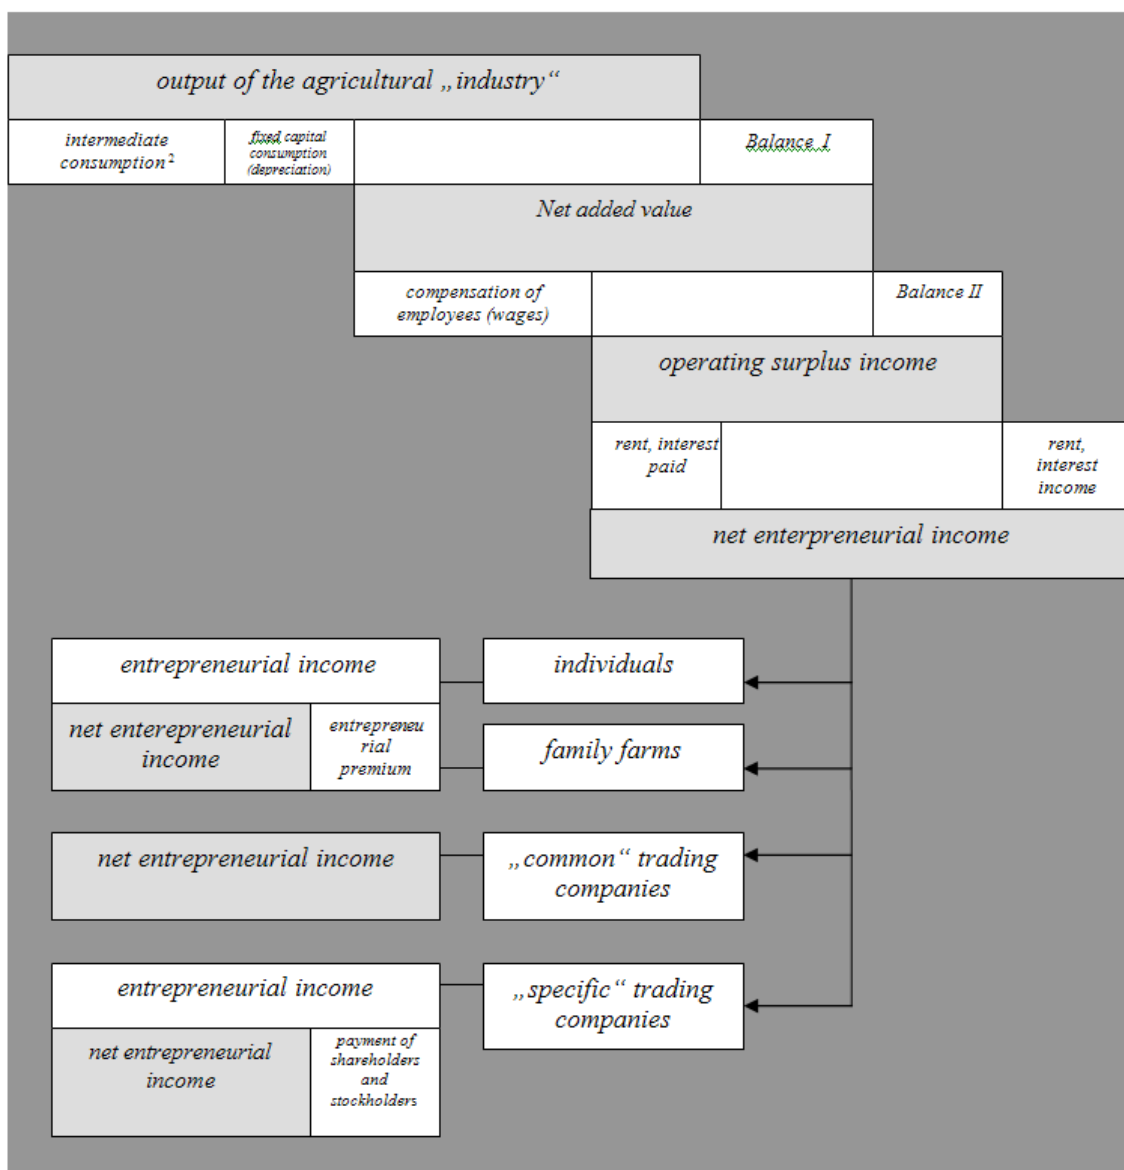 output of the agricultural „industry“
intermediate
consumption ²
fixed capital
consumption
(depreciation)
Balance I
Net added value
compensation of
employees (wages)
Balance II
operating surplus income
rent, interest
paid
rent,
interest
income
net enterpreneurial income
entrepreneurial income
individuals
net enterepreneurial
income
entrepreneu
rial
premium
family farms
net entrepreneurial income
„common“ trading
companies
entrepreneurial income
„specific“ trading
companies
net entrepreneurial
income
payment of
shareholders
and
stockholders